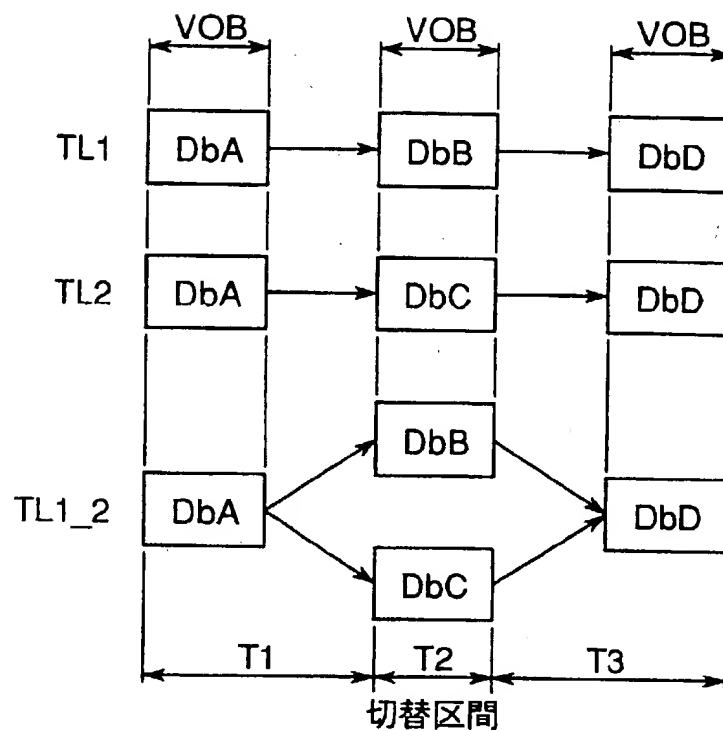 VOB VOB VOB
TL1 DbA DbB DbD
TL2 DbA DbC DbD
DbB
TL1_2 DbA DbD
DbC
T1 T2 T3
切替区間